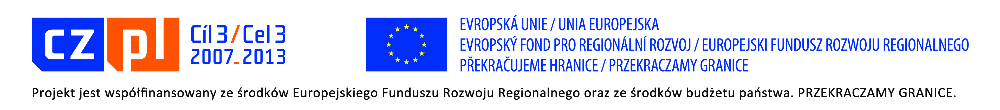 cz pl
Cíl 3 / Cel 3
2007_2013
EVROPSKÁ UNIE / UNIA EUROPEJSKA
EVROPSKÝ FOND PRO REGIONÁLNÍ ROZVOJ / EUROPEJSKI FUNDUSZ ROZWOJU REGIONALNEGO
PŘEKRAČUJEME HRANICE / PRZEKRACZAMY GRANICE
Projekt jest współfinansowany ze środków Europejskiego Funduszu Rozwoju Regionalnego oraz ze środków budżetu państwa. PRZEKRACZAMY GRANICE.